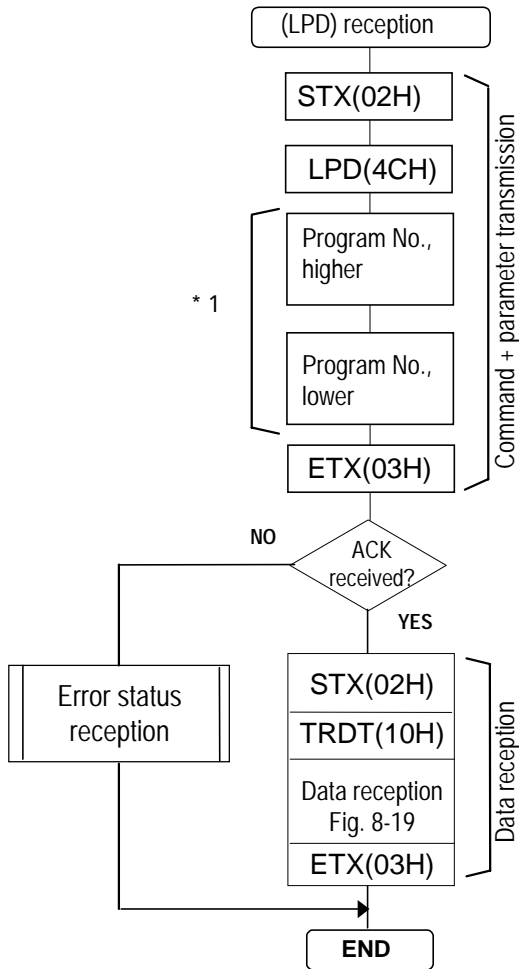 (LPD) reception
STX(02H)
LPD(4CH)
Program No.,
higher
* 1
Program No.,
lower
ETX(03H)
Command + parameter transmission
ACK
received?
NO
YES
Error status
reception
STX(02H)
TRDT(10H)
Data reception
Fig. 8-19
ETX(03H)
Data reception
END